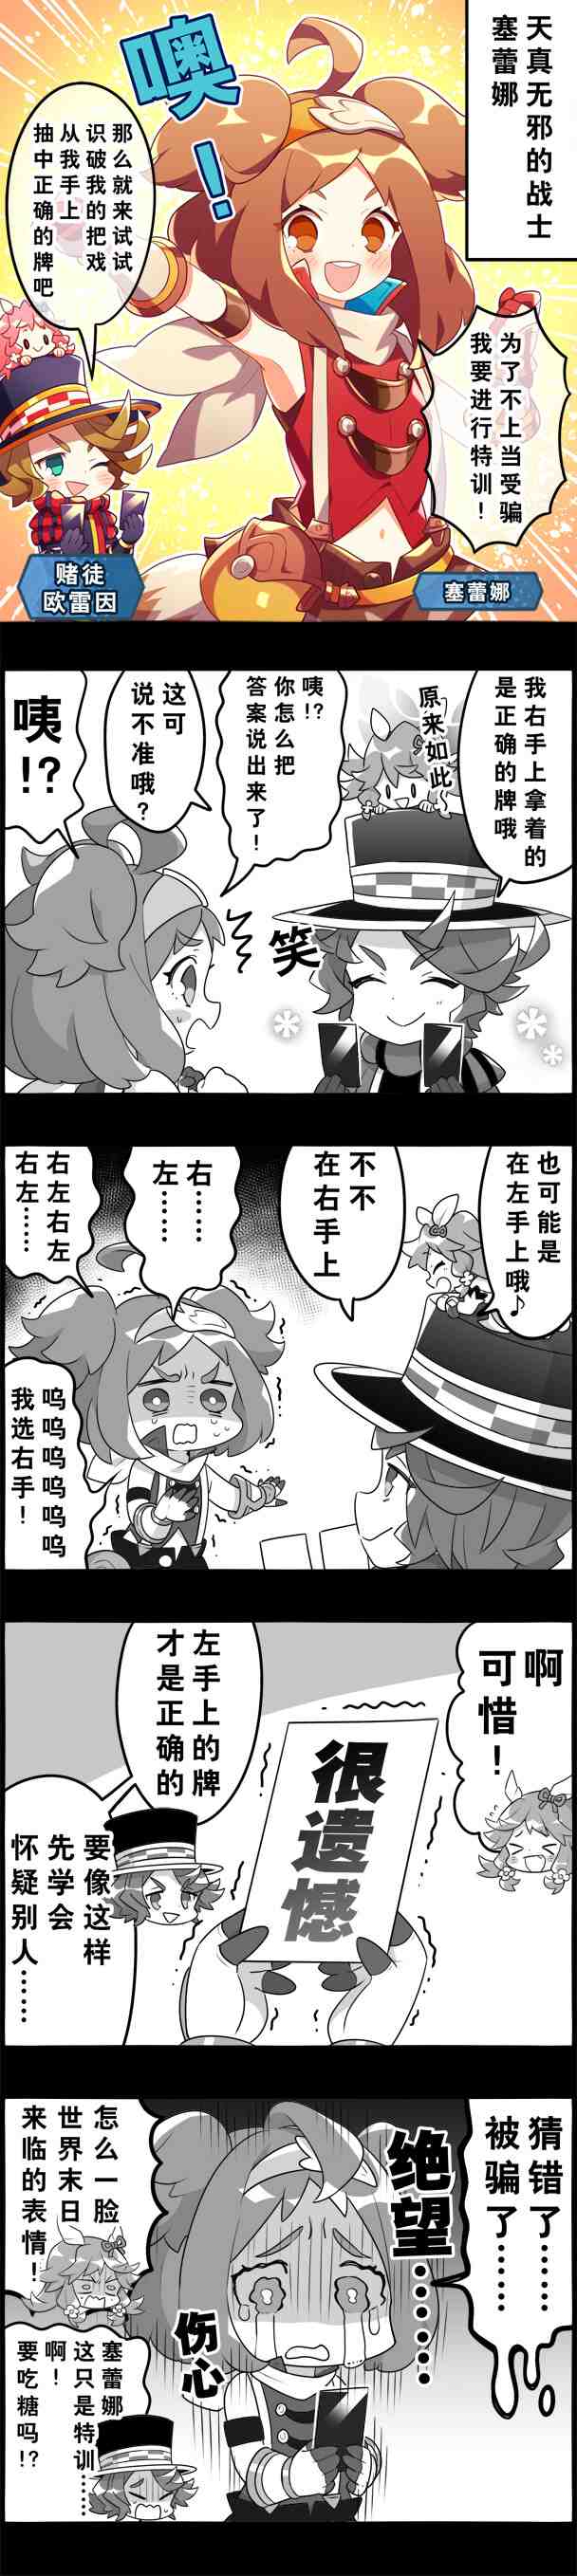 天真无邪的战士
塞蕾娜
噢！
为了不上当受骗
我要进行特训！
那么就来试试
识破我的把戏
从我手上
抽中正确的牌吧
赌徒
欧雷因
塞蕾娜
我右手上拿着的
是正确的牌哦
原来如此~
咦!?
你怎么把
答案说出来了！
笑
这可
说不准哦？
咦!?
也可能是
在左手上哦♪
不不
在右手上
右……
左……
右左右左
右左……
呜呜呜呜呜呜
我选右手！
啊
可惜！
很遗憾
左手上的牌
才是正确的
要像这样
先学会
怀疑别人……
猜错了……
被骗了……
绝望……
伤心
怎么一脸
世界末日
来临的表情！
塞蕾娜
这只是特训……
啊！
要吃糖吗!?